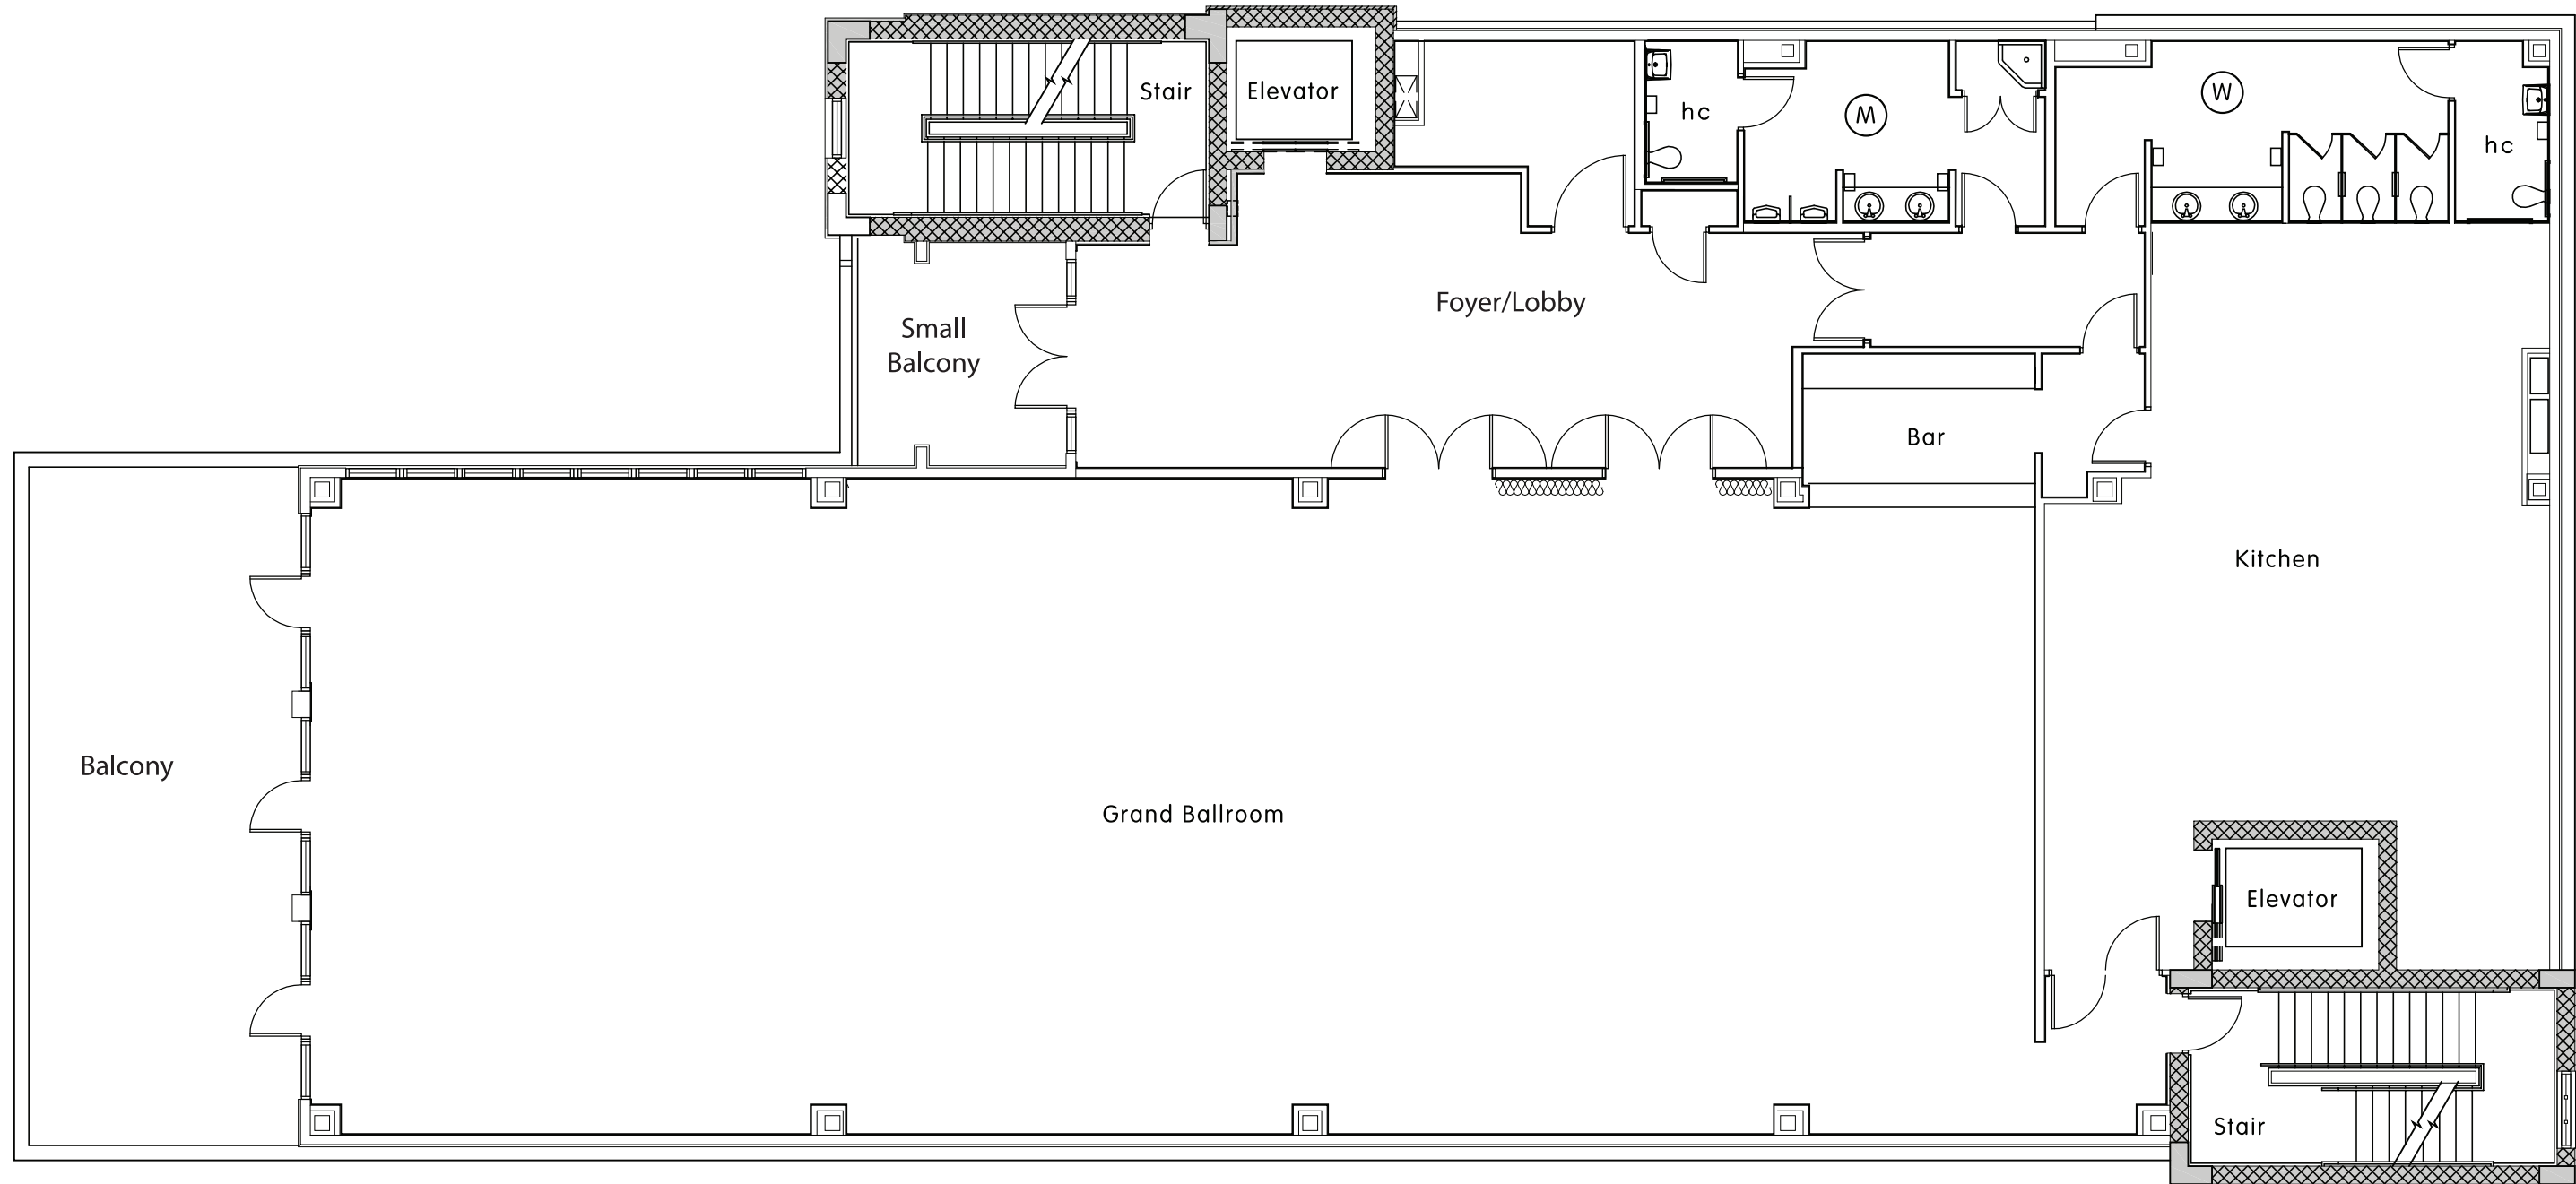 Stair
Elevator
hc
M
W
hc
Foyer/Lobby
Small
Balcony
Bar
Kitchen
Balcony
Grand Ballroom
Elevator
Stair